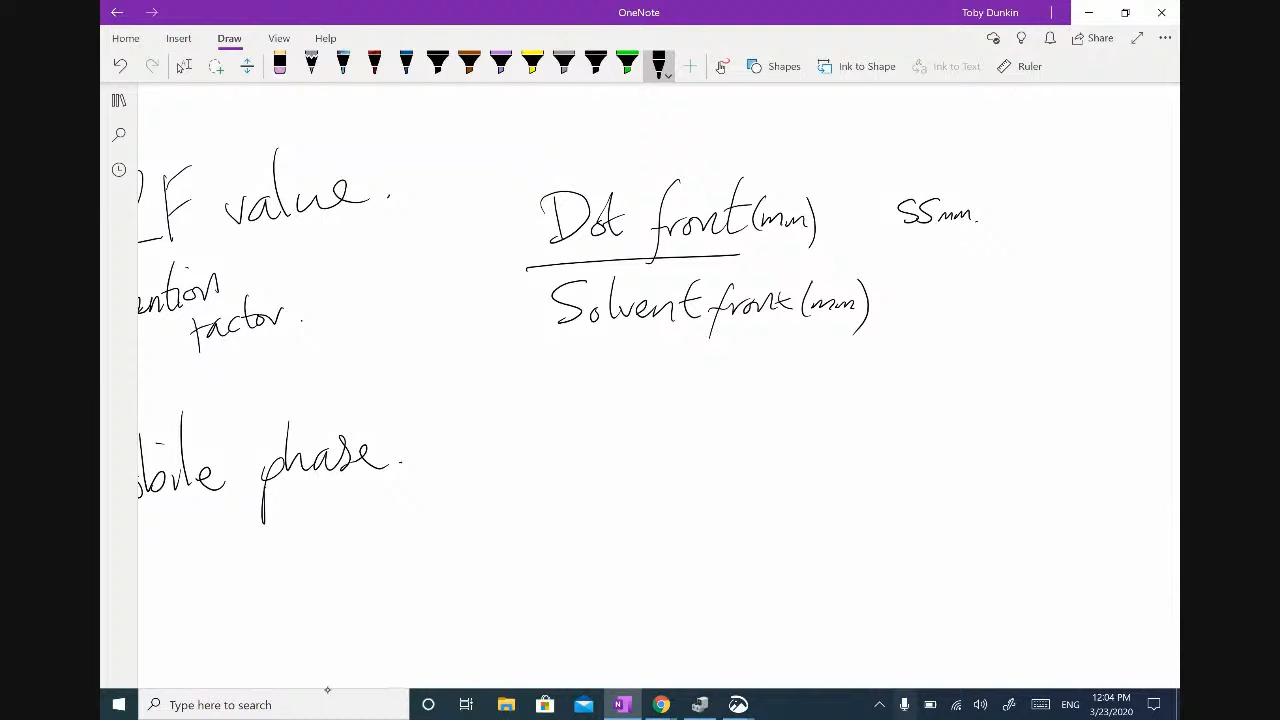 OneNote
Toby Dunkin
Home Insert Draw View Help
Share
Shapes Ink to Shape Ink to Text Ruler
RF value.
Dot front (mm) 55mm.
Solvent front (mm)
ention
factor.
bile phase.
Type here to search
ENG
12:04 PM
3/23/2020